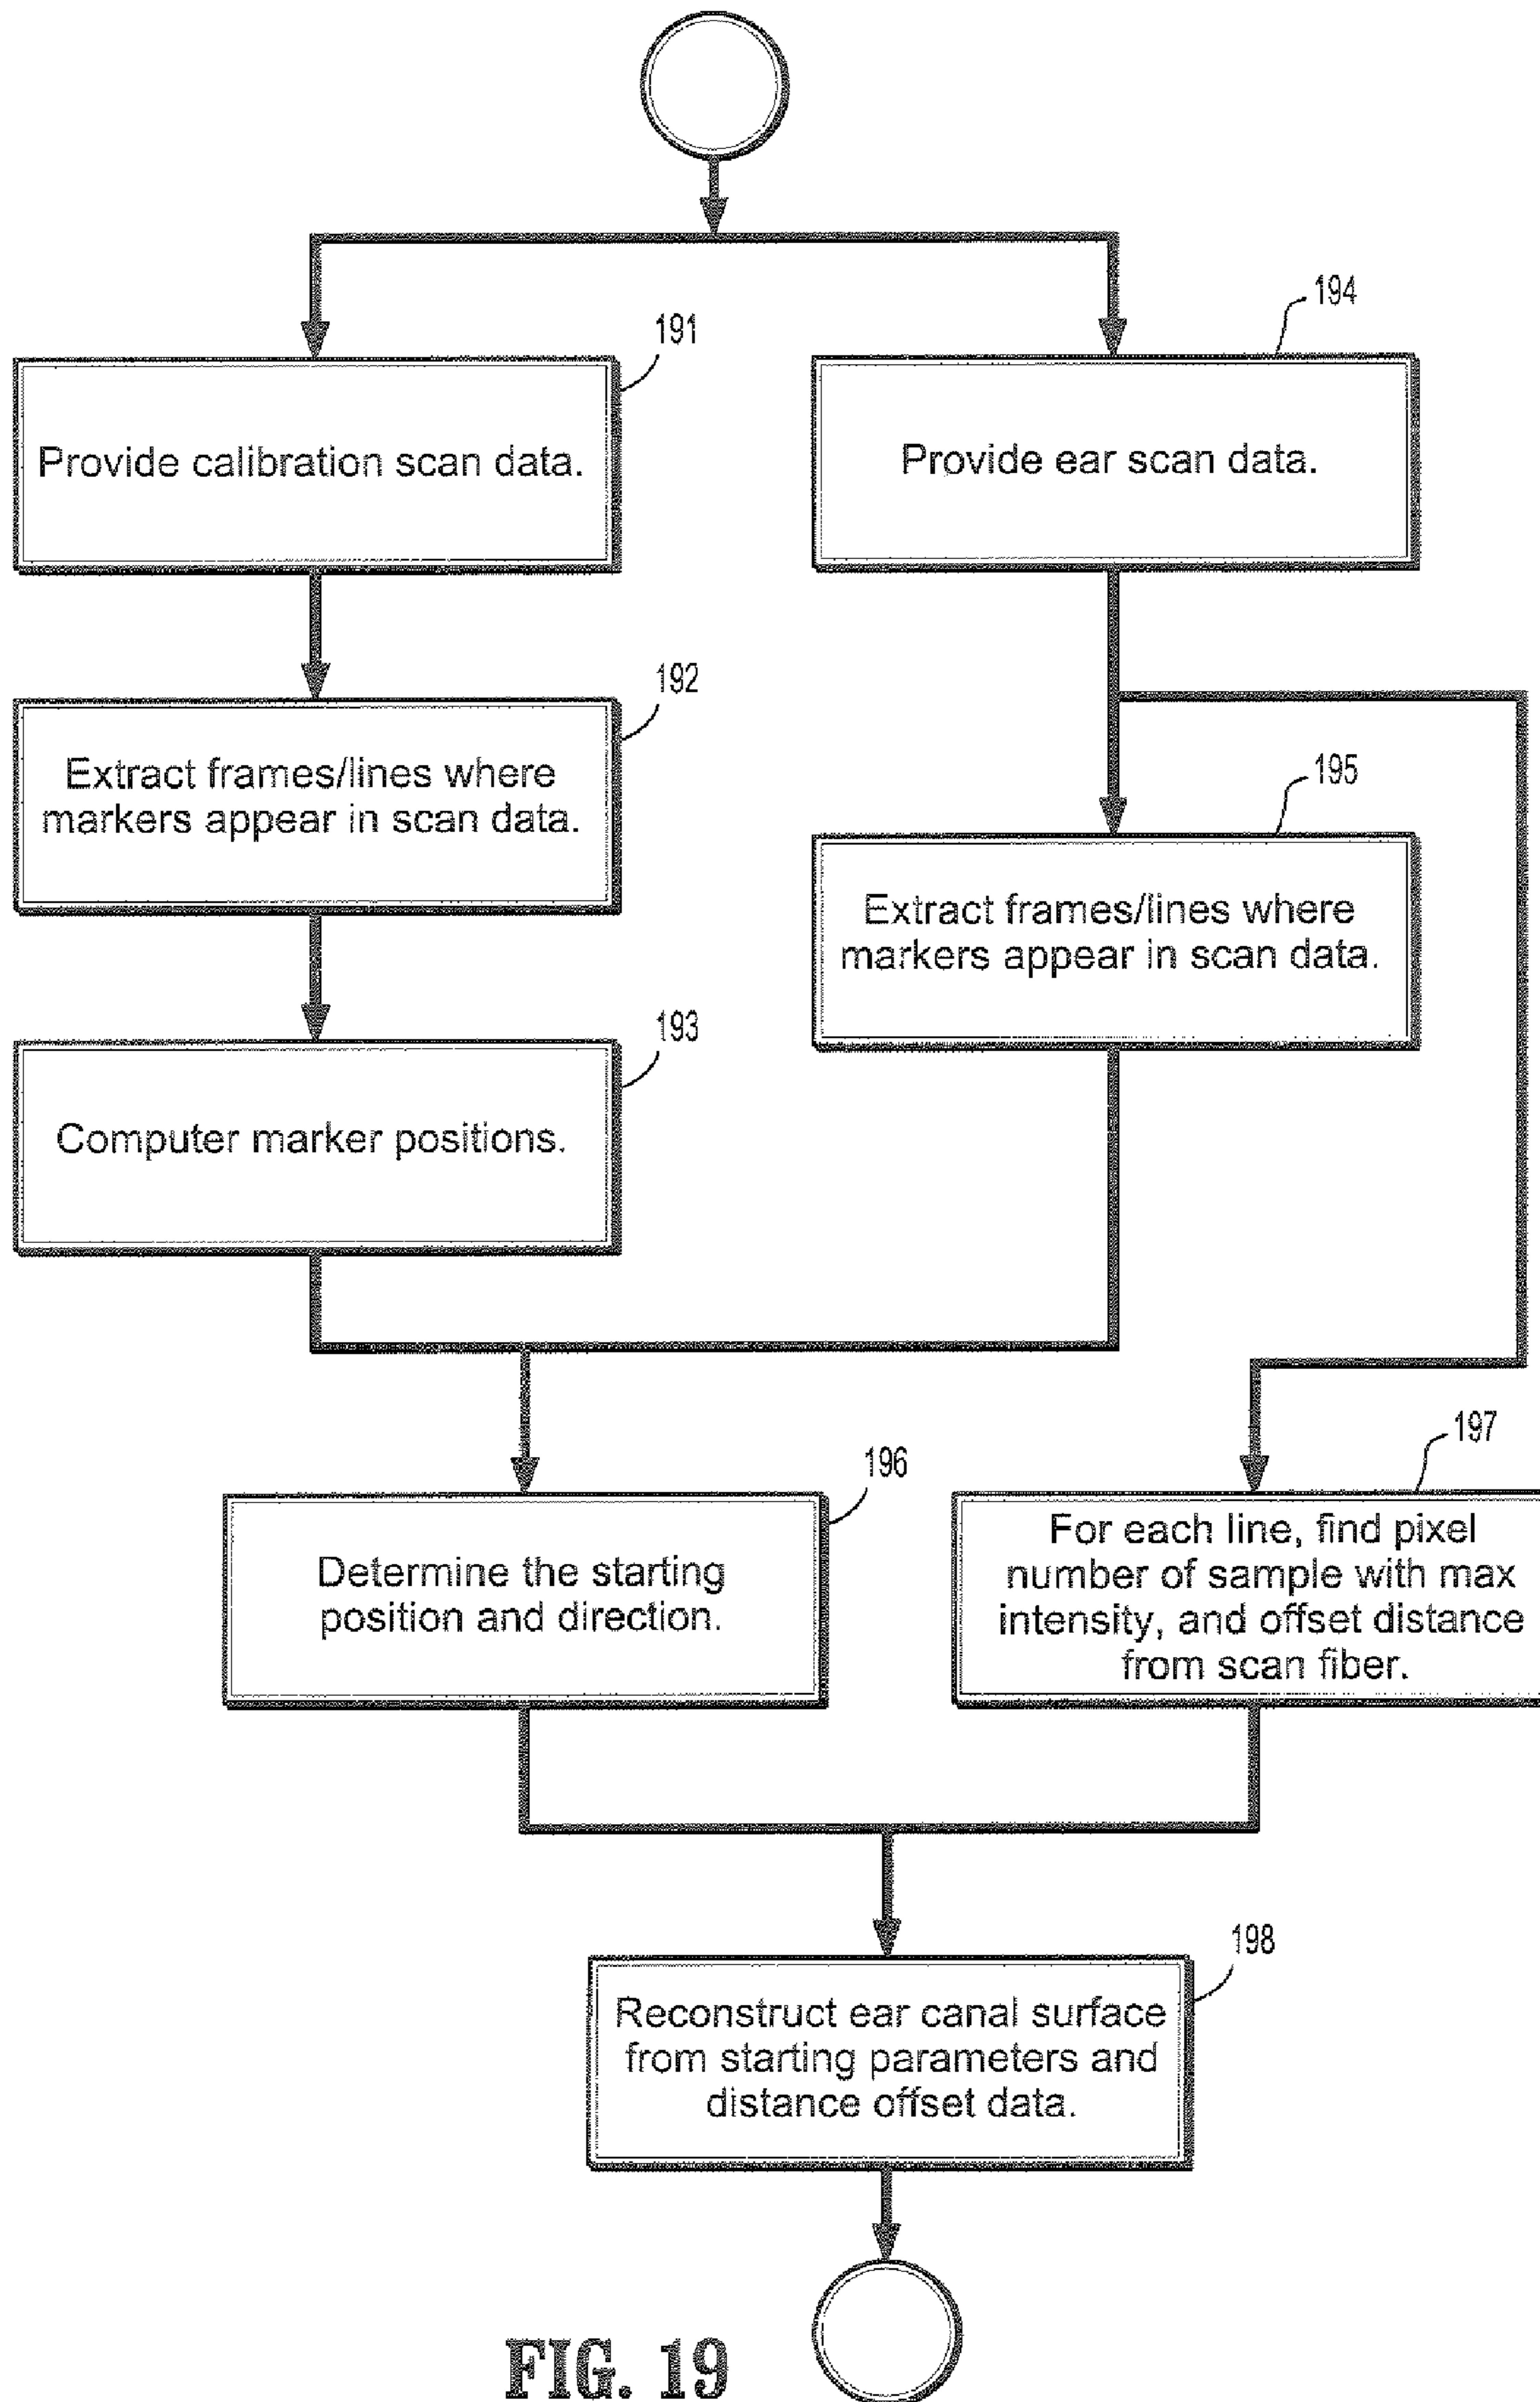 194
191
Provide calibration scan data.
Provide ear scan data.
192
Extract frames/lines where
markers appear in scan data.
195
Extract frames/lines where
markers appear in scan data.
193
Computer marker positions.
196
Determine the starting
position and direction.
197
For each line, find pixel
number of sample with max
intensity, and offset distance
from scan fiber.
198
Reconstruct ear canal surface
from starting parameters and
distance offset data.
FIG. 19